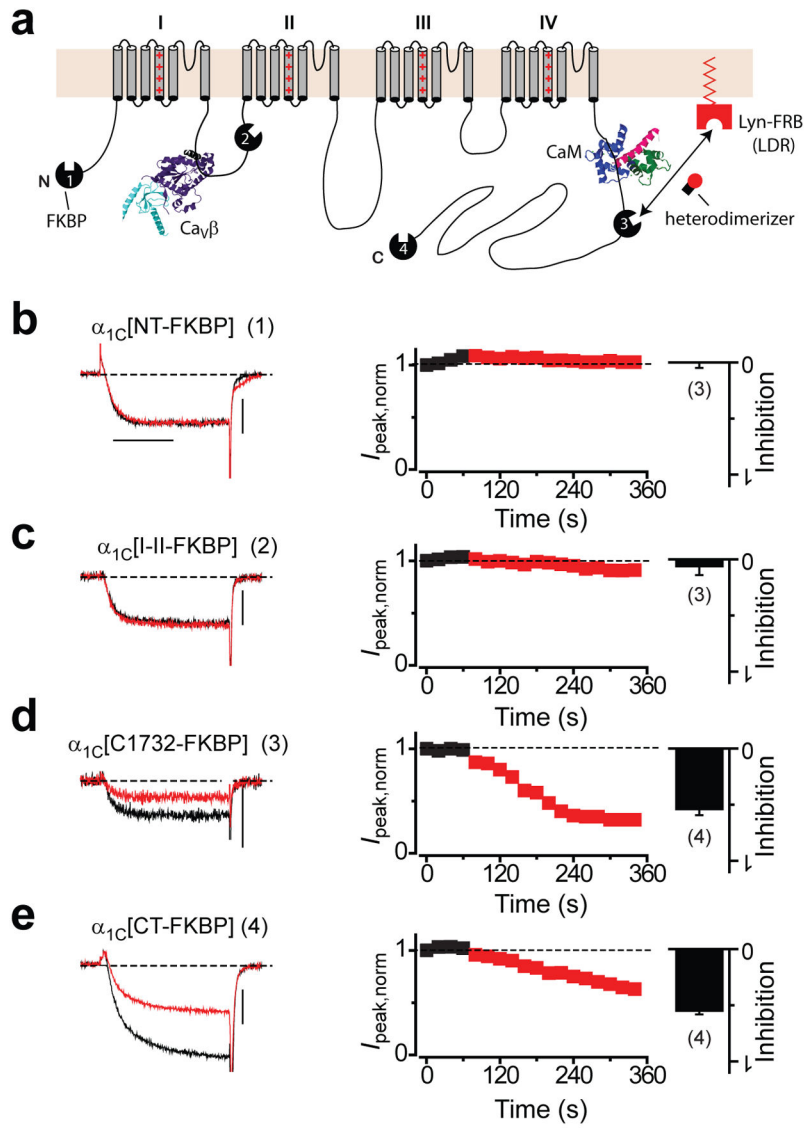 a
I II III IV
+ + + +
+ + + +
+ + + +
+ + + +
Lyn-FRB
(LDR)
CaM
2
N 1
FKBP
CaVβ
3
heterodimerizer
C 4
b
α1C[NT-FKBP] (1)
Ipeak,norm
1
0
0 120 240 360
Time (s)
(3)
0
1
Inhibition
c
α1C[I-II-FKBP] (2)
Ipeak,norm
1
0
0 120 240 360
Time (s)
(3)
0
1
Inhibition
d
α1C[C1732-FKBP] (3)
Ipeak,norm
1
0
0 120 240 360
Time (s)
(4)
0
1
Inhibition
e
α1C[CT-FKBP] (4)
Ipeak,norm
1
0
0 120 240 360
Time (s)
(4)
0
1
Inhibition